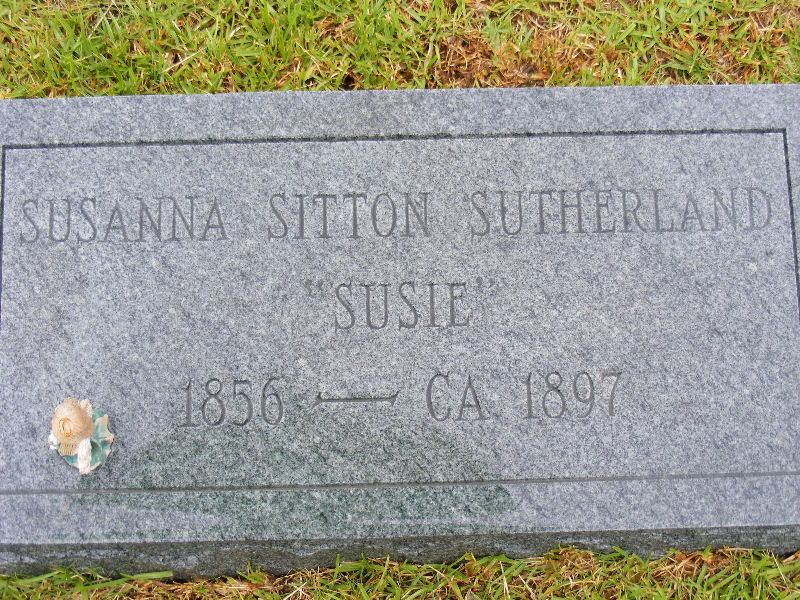 SUSANNA SITTON SUTHERLAND
"SUSIE"
1856 — CA 1897